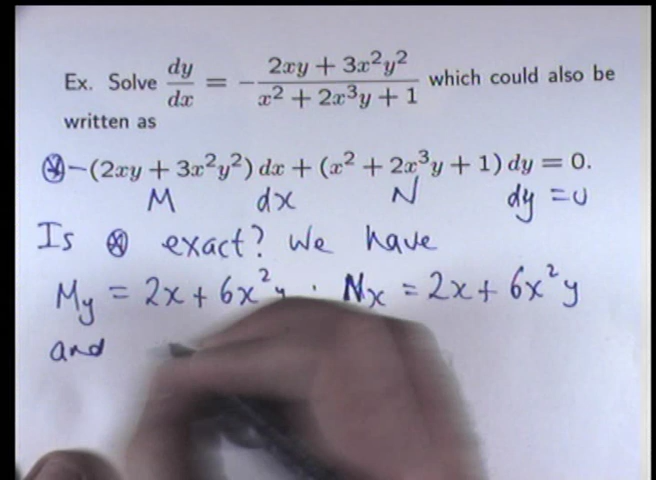 Ex. Solve dy/dx = −(2xy + 3x²y²)/(x² + 2x³y + 1) which could also be
written as
⊛ −(2xy + 3x²y²) dx + (x² + 2x³y + 1) dy = 0.
M dx N dy = 0
Is ⊛ exact? We have
My = 2x + 6x²y . Nx = 2x + 6x²y
and